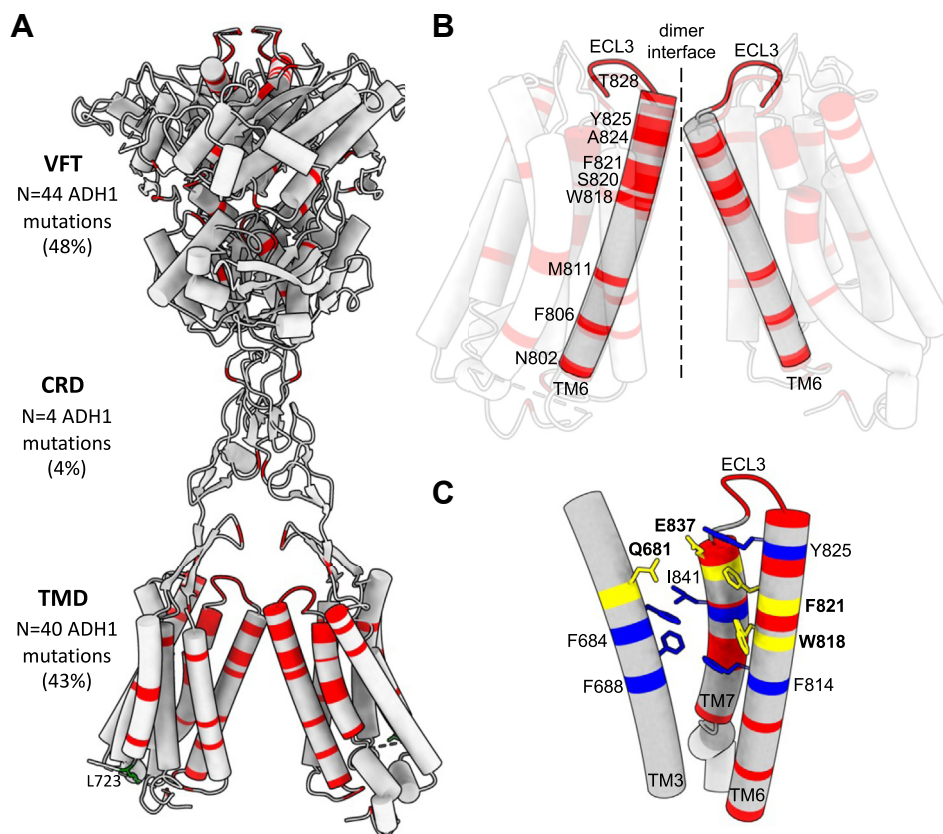 A
VFT
N=44 ADH1
mutations
(48%)
CRD
N=4 ADH1
mutations
(4%)
TMD
N=40 ADH1
mutations
(43%)
L723
B
dimer
interface
ECL3
ECL3
T828
Y825
A824
F821
S820
W818
M811
F806
N802
TM6
TM6
C
ECL3
E837
Q681
I841
Y825
F821
W818
F684
F688
F814
TM7
TM3
TM6